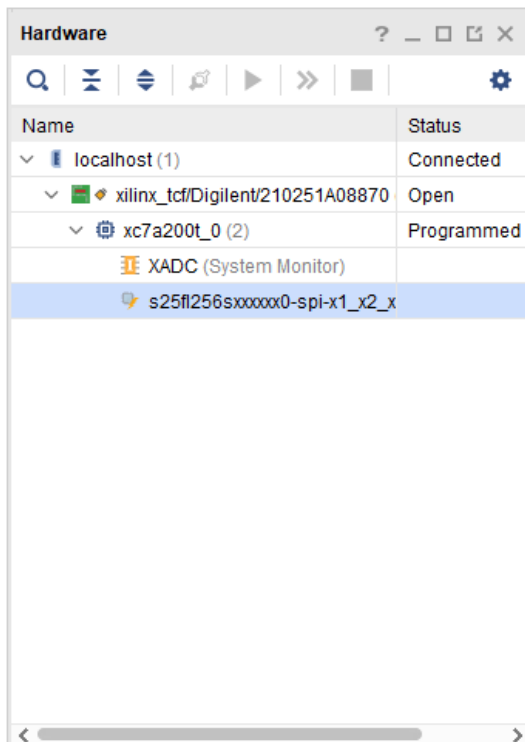 Hardware
Name Status
localhost (1) Connected
xilinx_tcf/Digilent/210251A08870 Open
xc7a200t_0 (2) Programmed
XADC (System Monitor)
s25fl256sxxxxxx0-spi-x1_x2_x